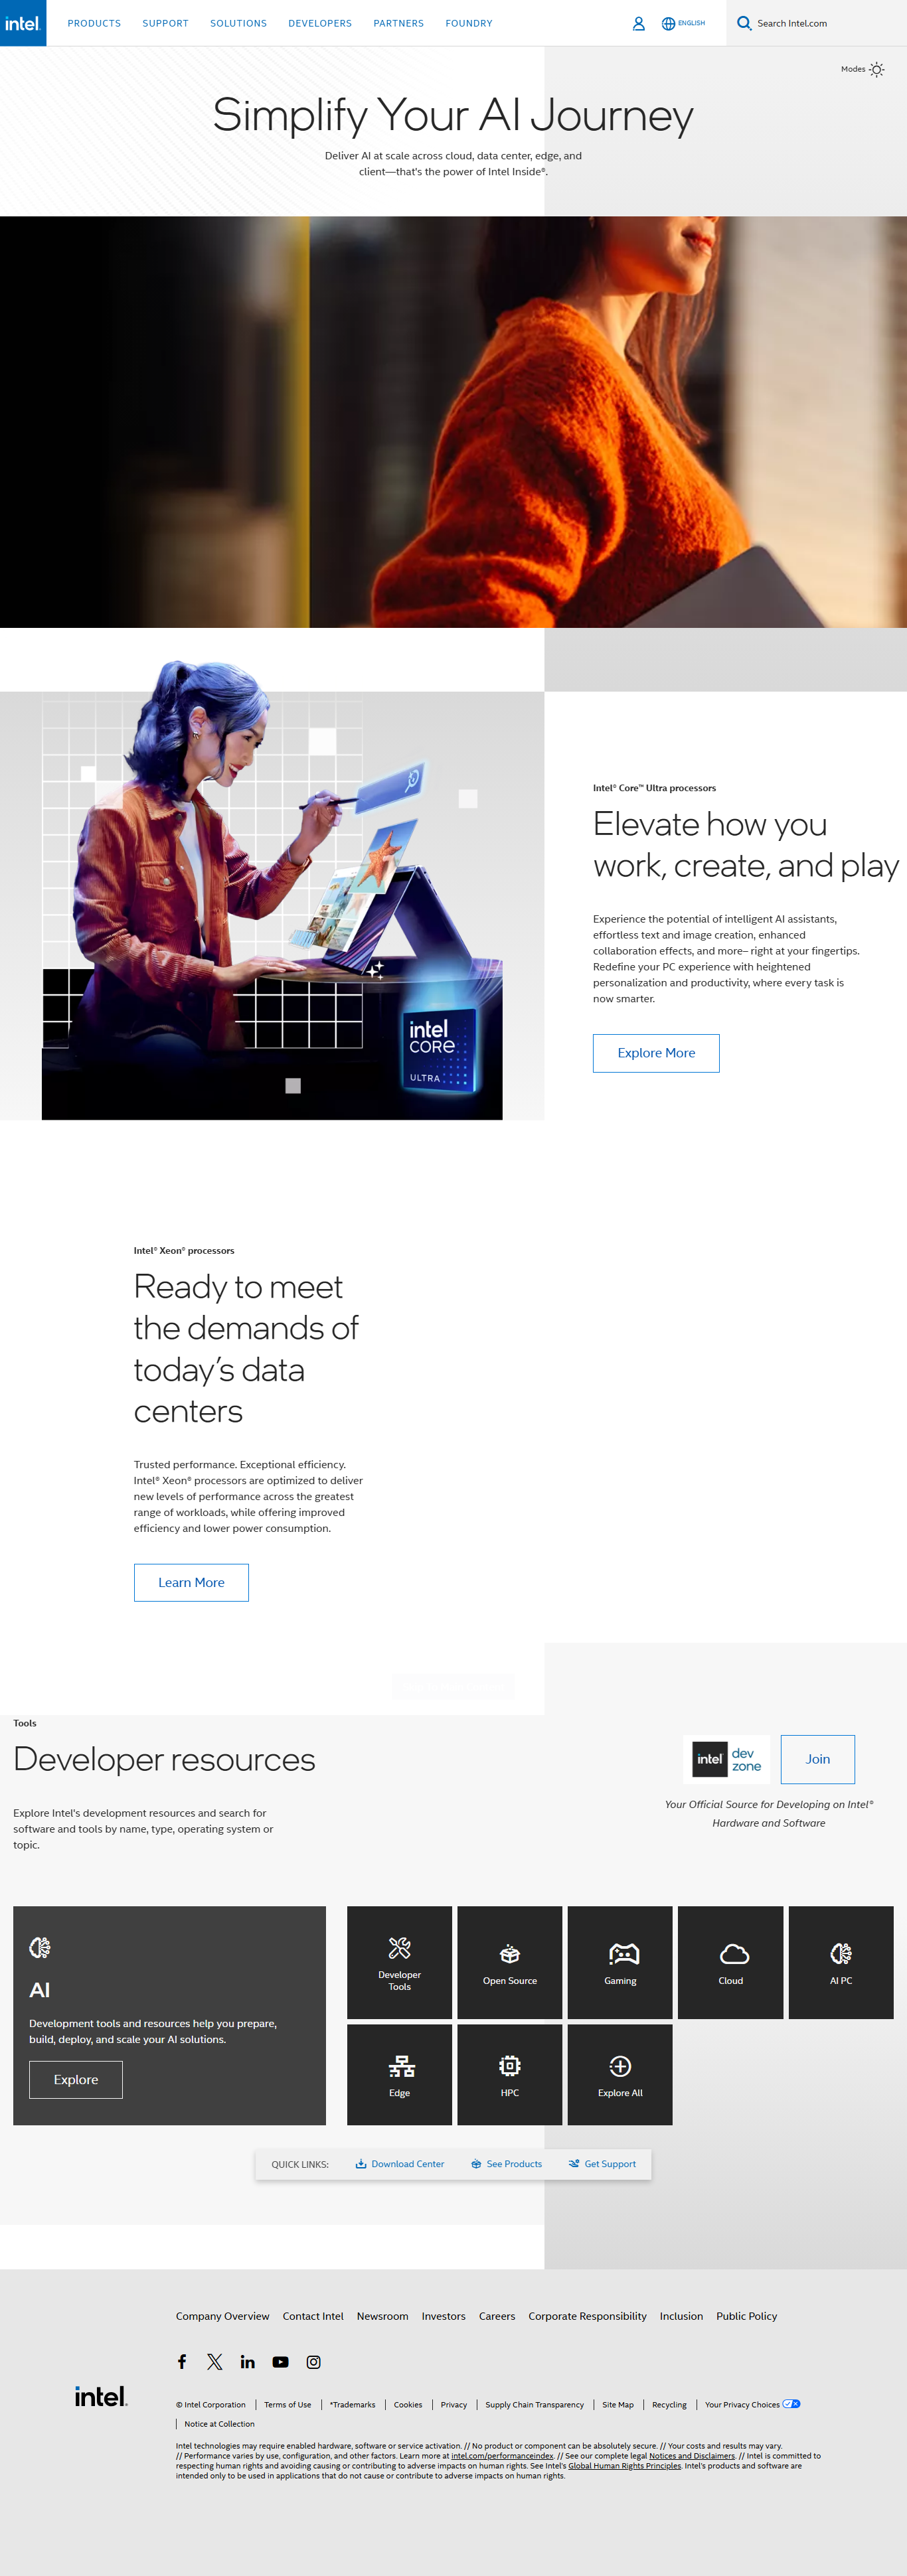 intel.
PRODUCTS
SUPPORT
SOLUTIONS
DEVELOPERS
PARTNERS
FOUNDRY
ENGLISH
Search Intel.com
Modes
Simplify Your AI Journey
Deliver AI at scale across cloud, data center, edge, and
client—that's the power of Intel Inside®.
intel
CORE
ULTRA
Intel® Core™ Ultra processors
Elevate how you
work, create, and play
Experience the potential of intelligent AI assistants,
effortless text and image creation, enhanced
collaboration effects, and more– right at your fingertips.
Redefine your PC experience with heightened
personalization and productivity, where every task is
now smarter.
Explore More
Intel® Xeon® processors
Ready to meet
the demands of
today's data
centers
Trusted performance. Exceptional efficiency.
Intel® Xeon® processors are optimized to deliver
new levels of performance across the greatest
range of workloads, while offering improved
efficiency and lower power consumption.
Learn More
Tools
Developer resources
Explore Intel's development resources and search for
software and tools by name, type, operating system or
topic.
intel dev
zone
Join
Your Official Source for Developing on Intel®
Hardware and Software
AI
Development tools and resources help you prepare,
build, deploy, and scale your AI solutions.
Explore
Developer
Tools
Open Source
Gaming
Cloud
AI PC
Edge
HPC
Explore All
QUICK LINKS:
Download Center
See Products
Get Support
Company Overview
Contact Intel
Newsroom
Investors
Careers
Corporate Responsibility
Inclusion
Public Policy
intel.
© Intel Corporation
Terms of Use
*Trademarks
Cookies
Privacy
Supply Chain Transparency
Site Map
Recycling
Your Privacy Choices
Notice at Collection
Intel technologies may require enabled hardware, software or service activation. // No product or component can be absolutely secure. // Your costs and results may vary.
// Performance varies by use, configuration, and other factors. Learn more at intel.com/performanceindex. // See our complete legal Notices and Disclaimers. // Intel is committed to
respecting human rights and avoiding causing or contributing to adverse impacts on human rights. See Intel's Global Human Rights Principles. Intel's products and software are
intended only to be used in applications that do not cause or contribute to adverse impacts on human rights.